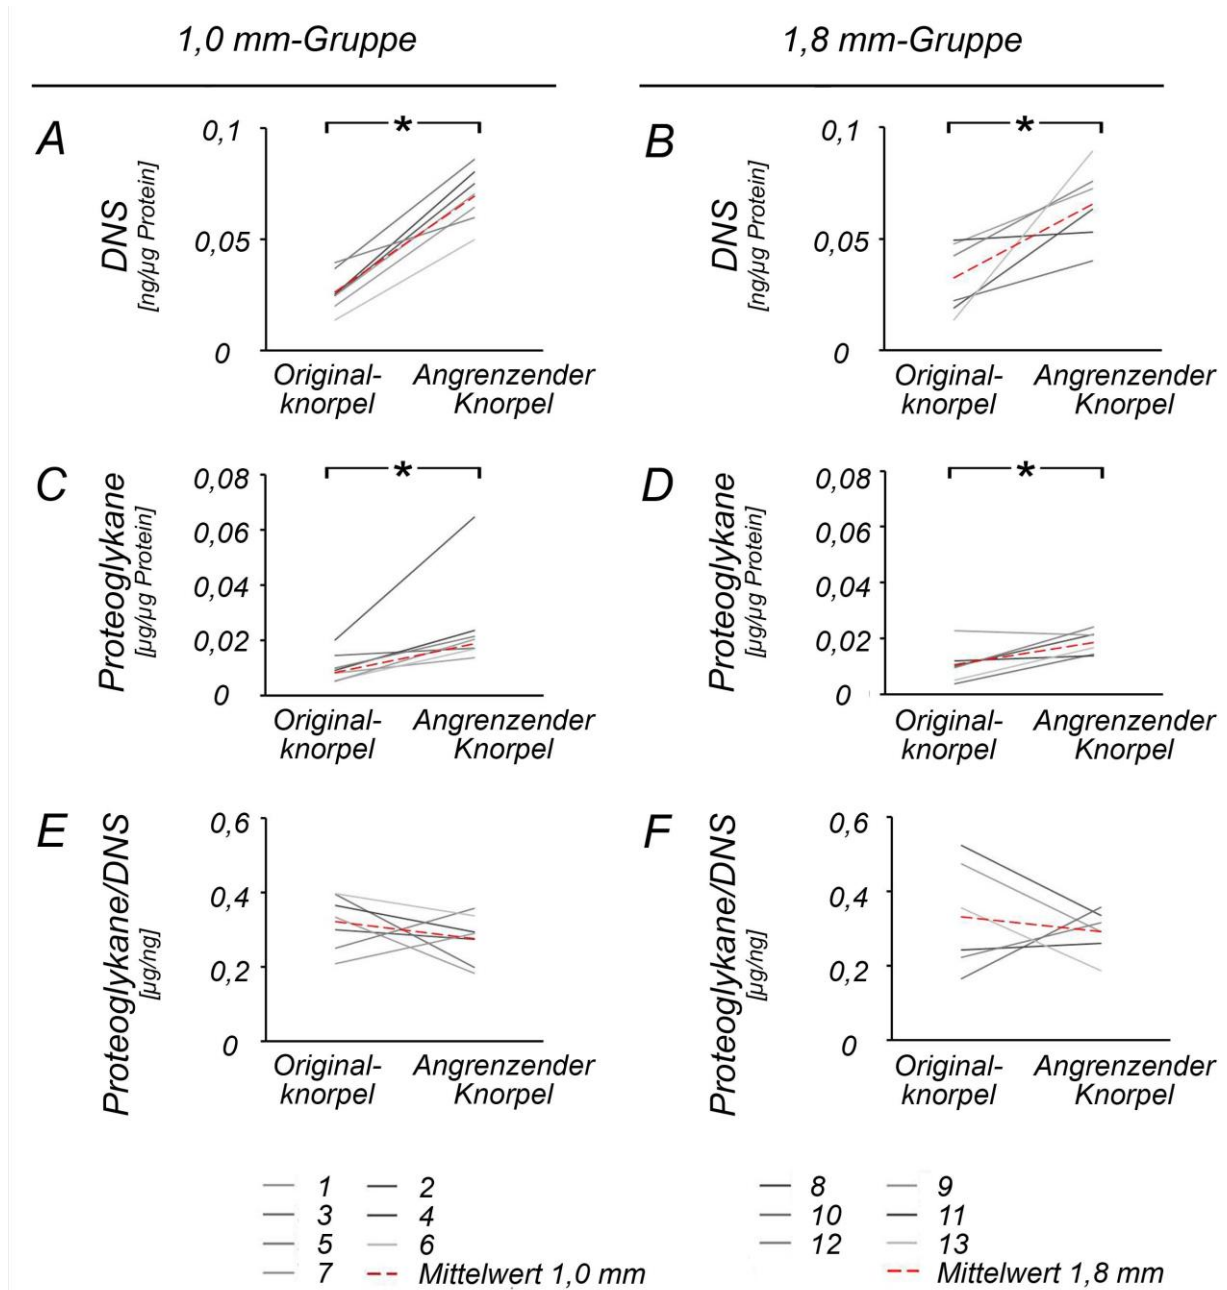 1,0 mm-Gruppe
1,8 mm-Gruppe
A
DNS
[ng/µg Protein]
0,1
0,05
0
*
Original-
knorpel
Angrenzender
Knorpel
B
DNS
[ng/µg Protein]
0,1
0,05
0
*
Original-
knorpel
Angrenzender
Knorpel
C
Proteoglykane
[µg/µg Protein]
0,08
0,06
0,04
0,02
0
*
Original-
knorpel
Angrenzender
Knorpel
D
Proteoglykane
[µg/µg Protein]
0,08
0,06
0,04
0,02
0
*
Original-
knorpel
Angrenzender
Knorpel
E
Proteoglykane/DNS
[µg/ng]
0,6
0,4
0,2
0
Original-
knorpel
Angrenzender
Knorpel
F
Proteoglykane/DNS
[µg/ng]
0,6
0,4
0,2
0
Original-
knorpel
Angrenzender
Knorpel
1 2
3 4
5 6
7 Mittelwert 1,0 mm
8 9
10 11
12 13
Mittelwert 1,8 mm